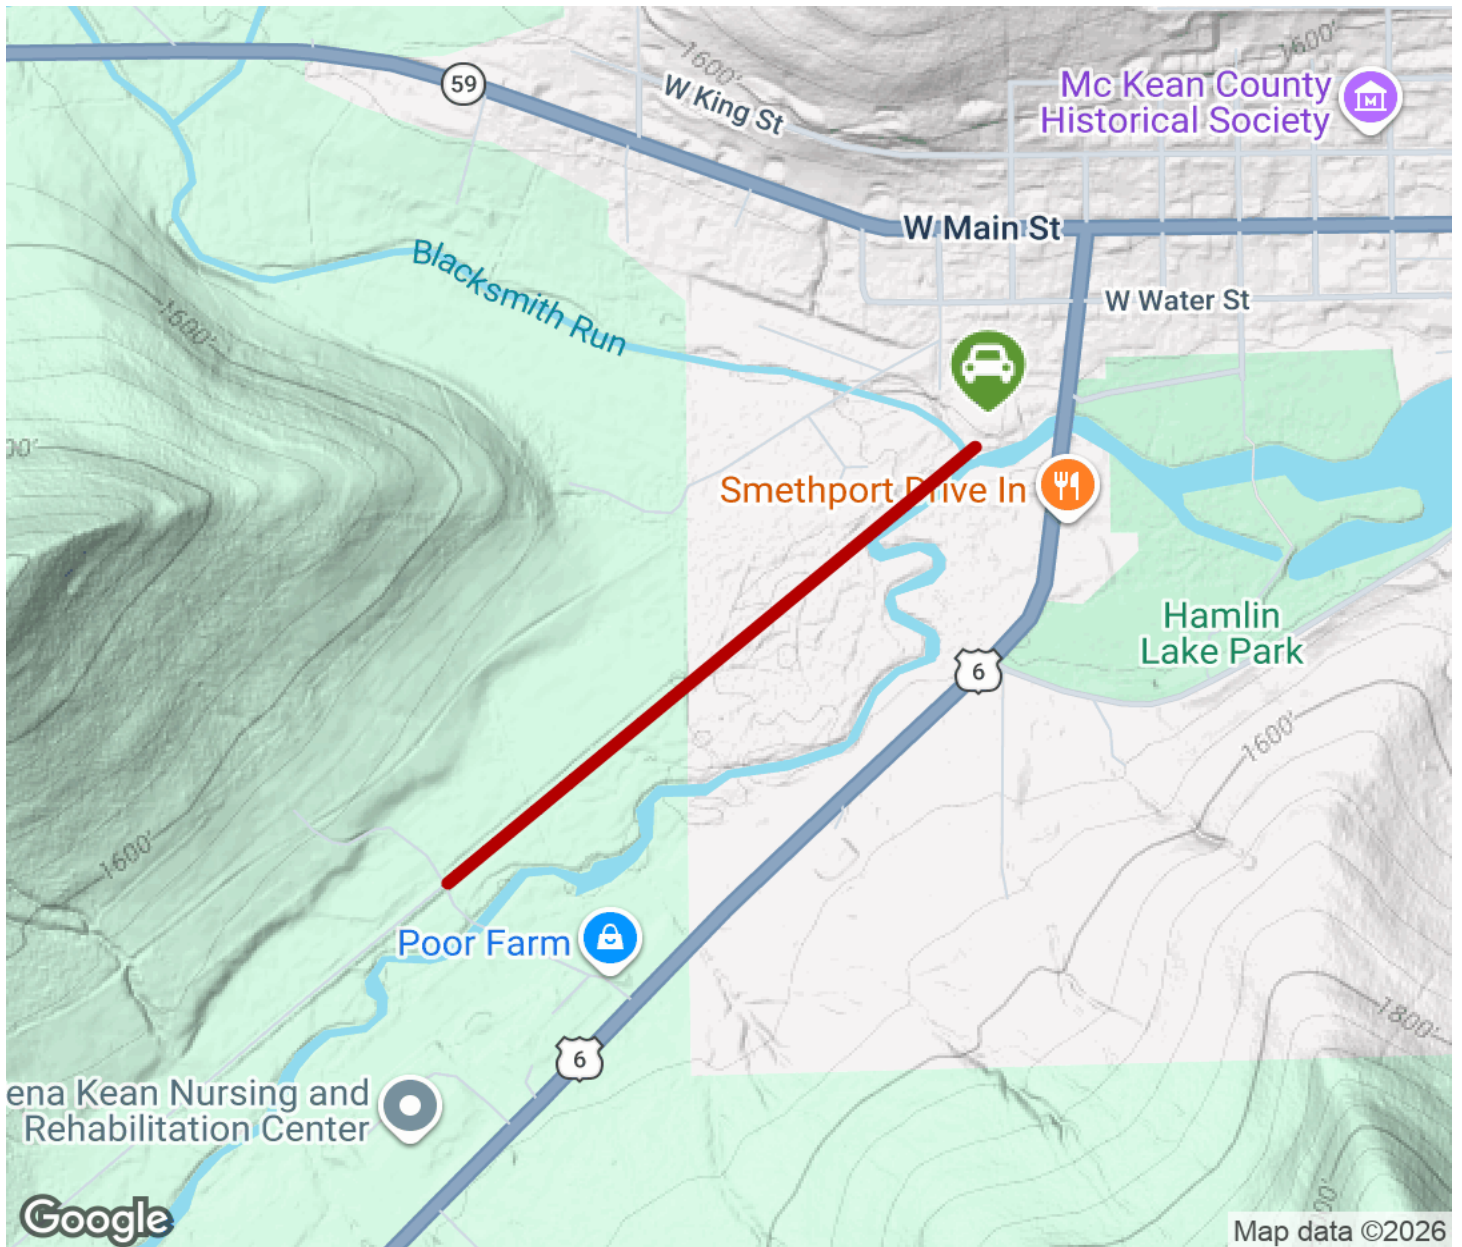 1600'
1600'
59
W King St
Mc Kean County
Historical Society
W Main St
Blacksmith Run
W Water St
1600'
00'
Smethport Drive In
Hamlin
Lake Park
6
1600'
1600'
Poor Farm
1800'
6
ena Kean Nursing and
Rehabilitation Center
00'
Google
Map data ©2026